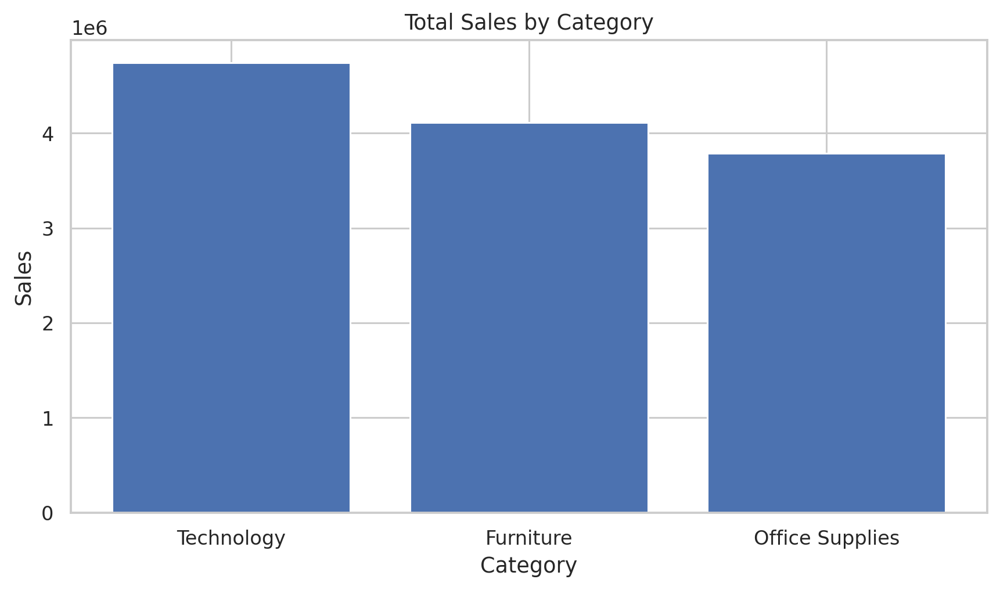 Total Sales by Category
1e6
4
3
2
1
0
Sales
Technology
Furniture
Office Supplies
Category